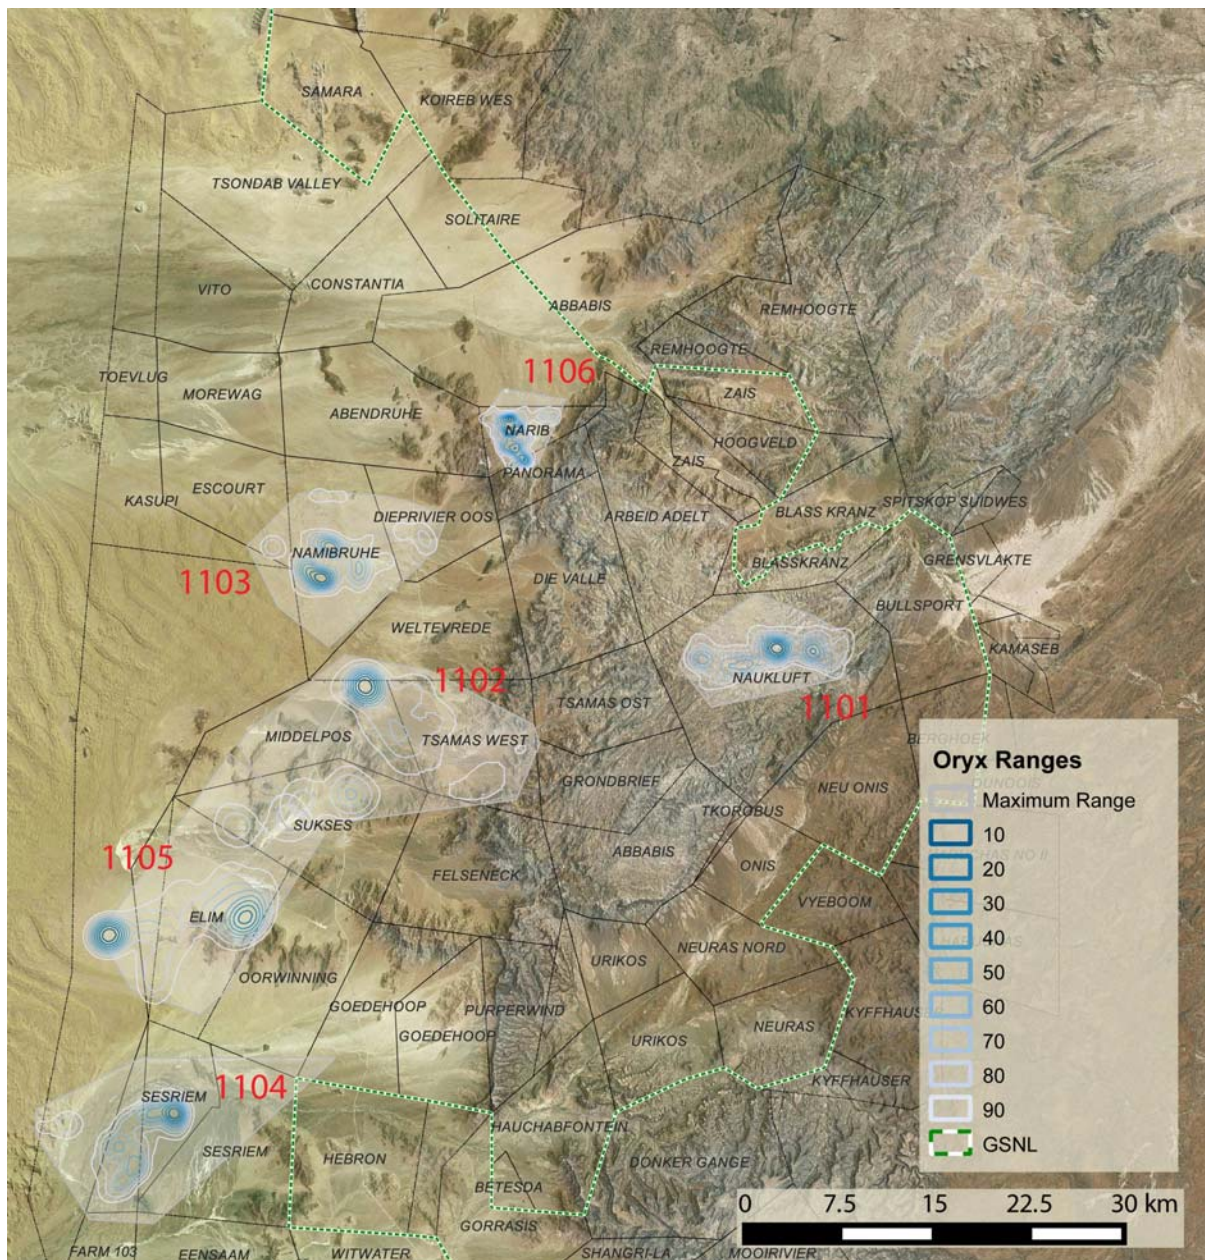 SAMARA
KOIREB WES
TSONDAB VALLEY
SOLITAIRE
CONSTANTIA
VITO
ABBABIS
REMHOOGTE
REMHOOGTE
TOEVLUG
MOREWAG
1106
ZAIS
ABENDRUHE
NARIB
HOOGVELD
ZAIS
PANORAMA
ESCOURT
KASUPI
DIEPRIVIER OOS
ARBEID ADELT
BLASS KRANZ
SPITSKOP SUIDWES
NAMIBRUHE
BLASSKRANZ
GRENSVLAKTE
1103
DIE VALLE
BULLSPORT
WELTEVREDE
KAMASEB
1102
NAUKLUFT
TSAMAS OST
1101
MIDDELPOS
TSAMAS WEST
BERGHOEK
GRONDBRIEF
NEU ONIS
TKOROBUS
SUKSES
1105
ABBABIS
ONIS
FELSENECK
VYEBOOM
ELIM
NEURAS NORD
URIKOS
OORWINNING
GOEDEHOOP
PURPERWIND
KYFFHAUSER
GOEDEHOOP
NEURAS
URIKOS
1104
KYFFHAUSER
SESRIEM
HAUCHABFONTEIN
SESRIEM
HEBRON
DONKER GANGE
BETESDA
GORRASIS
FARM 103
EENSAAM
WITWATER
SHANGRI-LA
MOOIRIVIER
Oryx Ranges
Maximum Range
10
20
30
40
50
60
70
80
90
GSNL
0 7.5 15 22.5 30 km